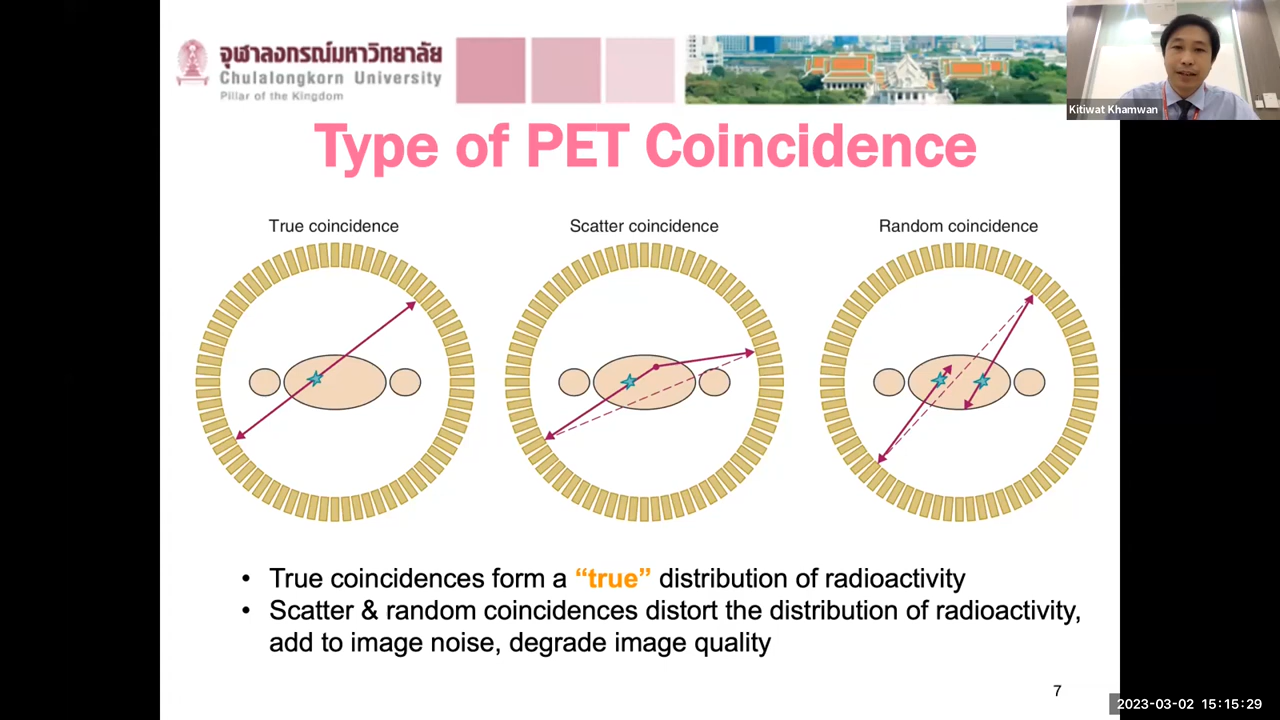 จุฬาลงกรณ์มหาวิทยาลัย
Chulalongkorn University
Pillar of the Kingdom
Kitiwat Khamwan
Type of PET Coincidence
True coincidence
Scatter coincidence
Random coincidence
• True coincidences form a “true” distribution of radioactivity
• Scatter & random coincidences distort the distribution of radioactivity,
add to image noise, degrade image quality
7
2023-03-02 15:15:29